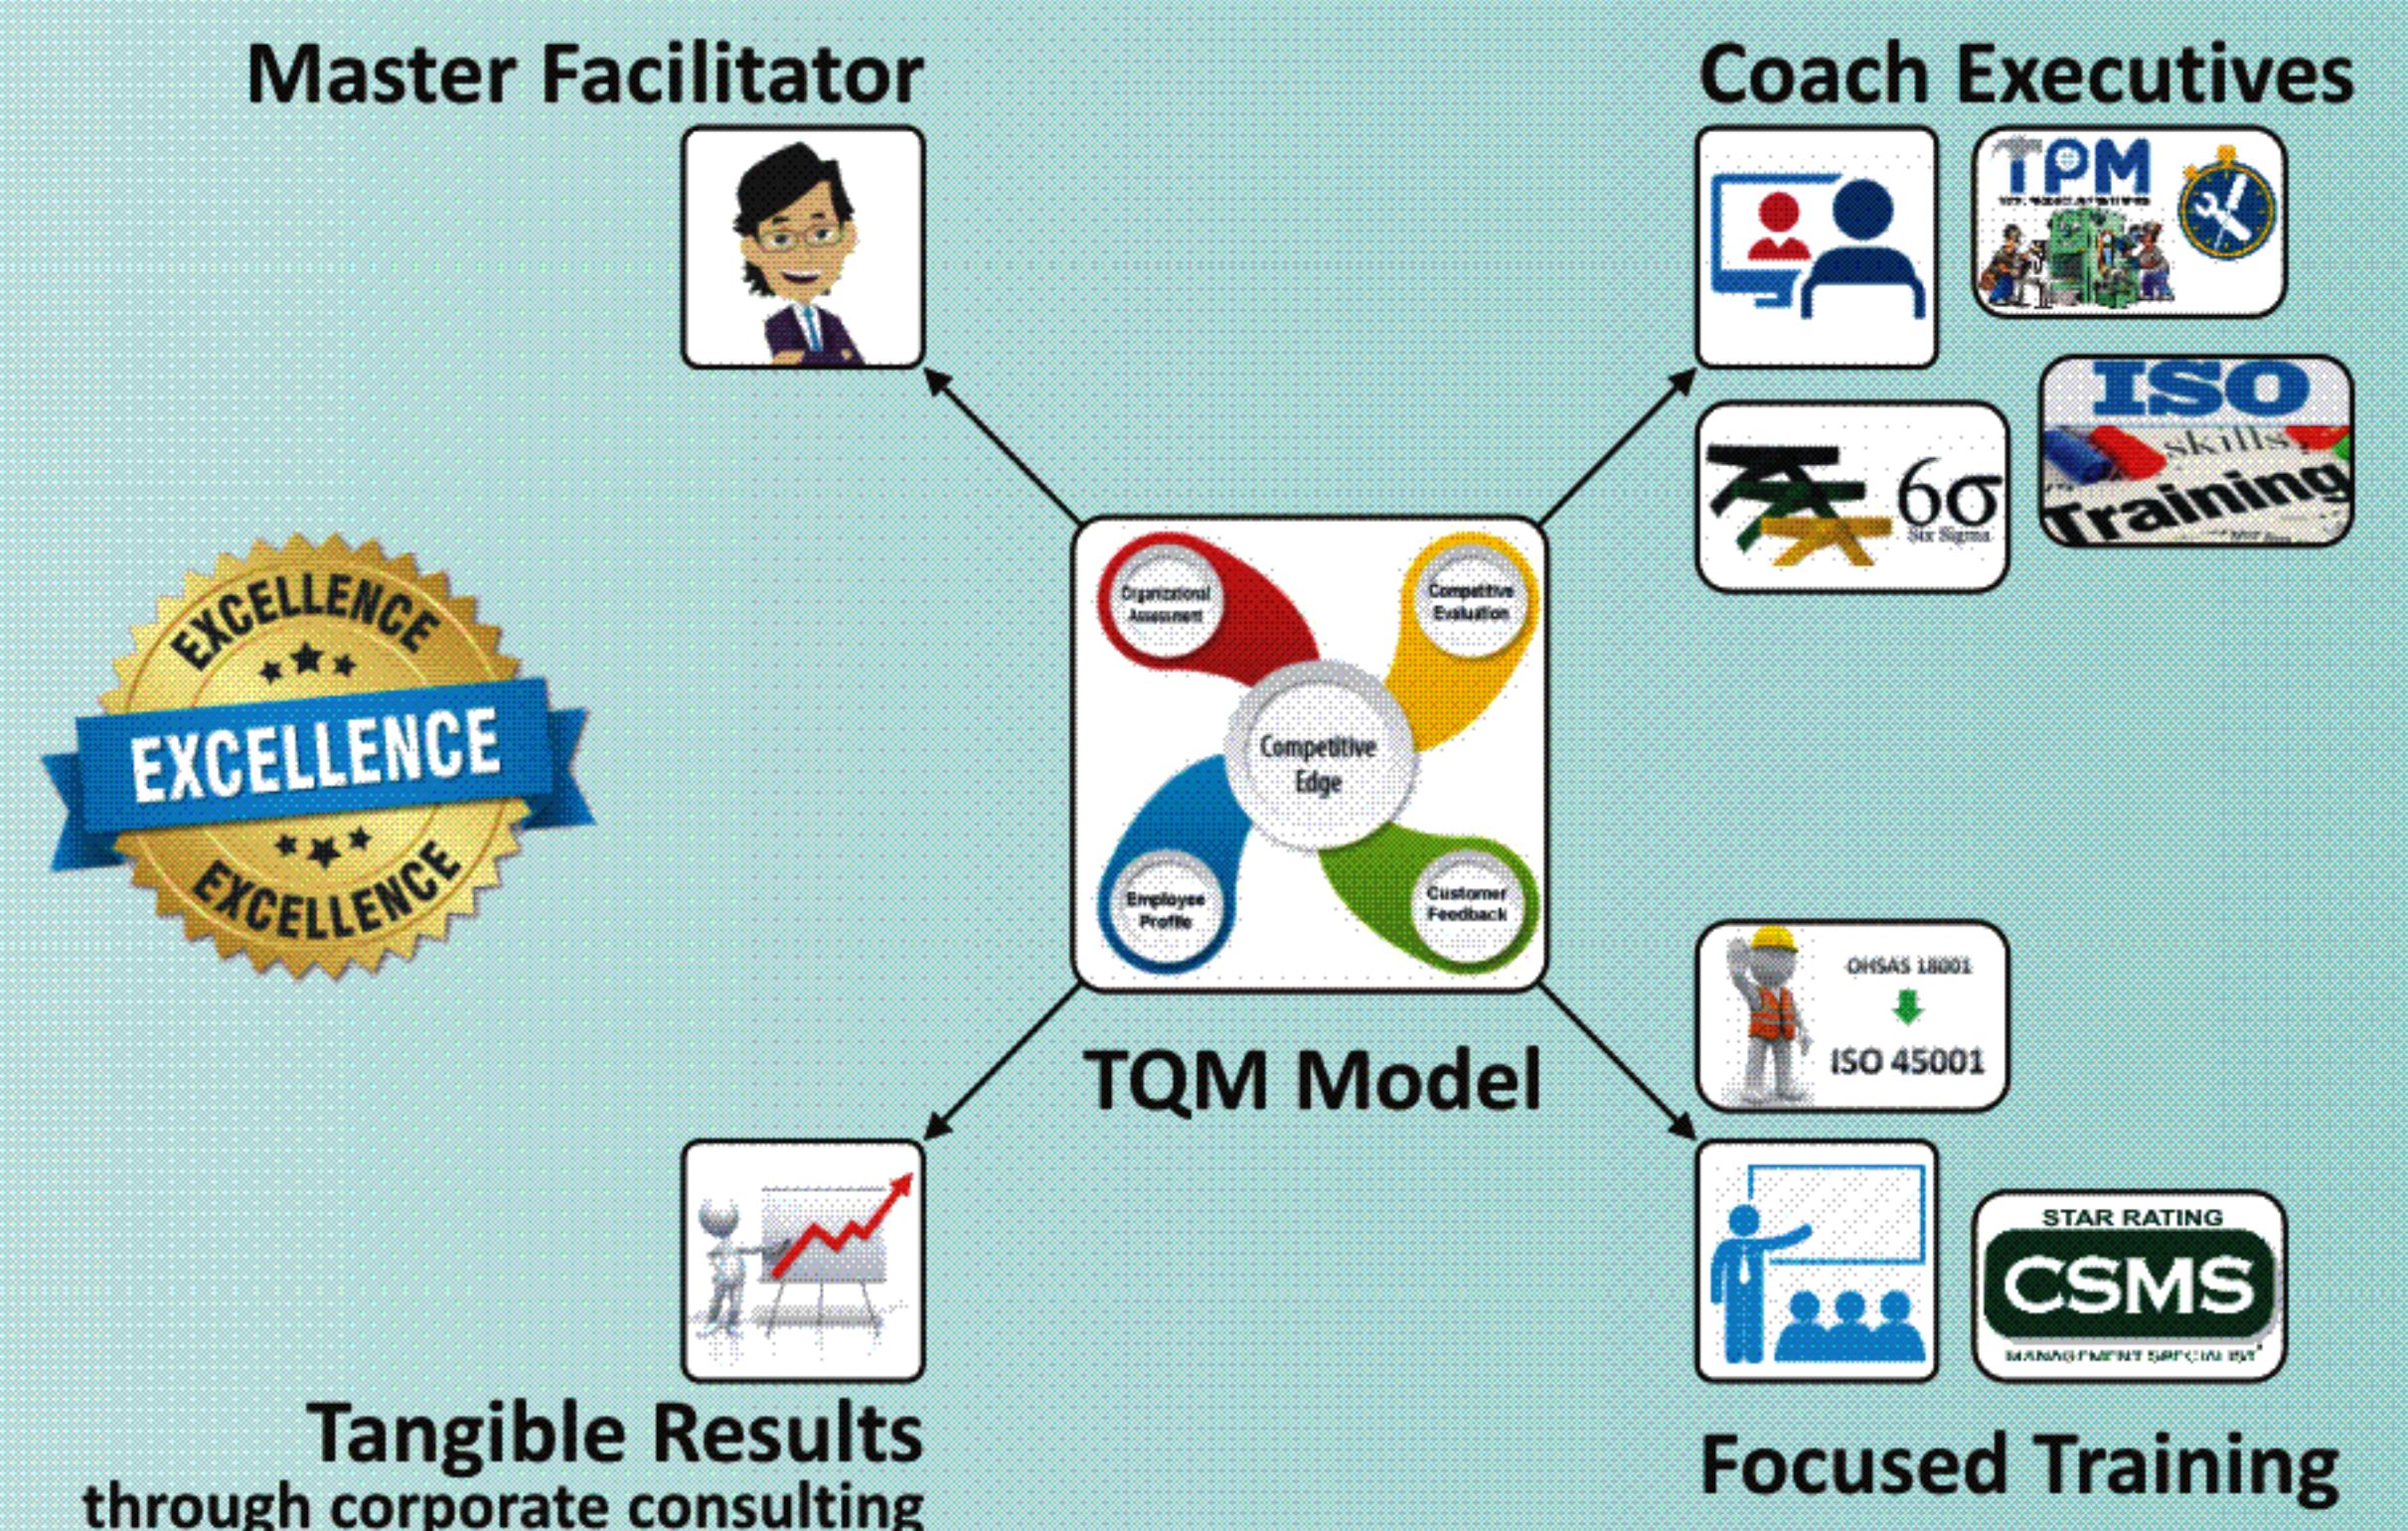 Master Facilitator
Coach Executives
TPM
ISO
skills
Training
6σ
Six Sigma
EXCELLENCE
EXCELLENCE
EXCELLENCE
Organizational
Assessment
Competitive
Evaluation
Competitive
Edge
Employee
Profile
Customer
Feedback
TQM Model
OHSAS 18001
ISO 45001
STAR RATING
CSMS
MANAGEMENT SPECIALIST
Tangible Results
through corporate consulting
Focused Training